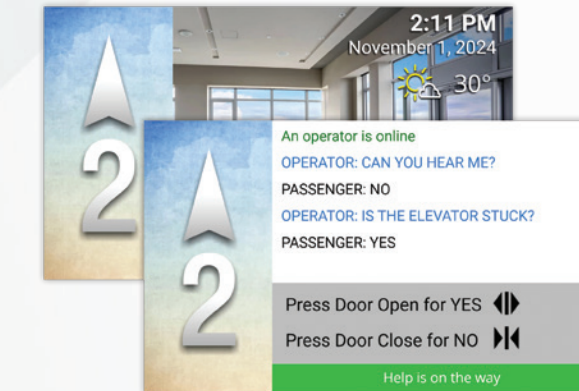 2:11 PM
November 1, 2024
30°
2
An operator is online
OPERATOR: CAN YOU HEAR ME?
PASSENGER: NO
OPERATOR: IS THE ELEVATOR STUCK?
PASSENGER: YES
2
Press Door Open for YES
Press Door Close for NO
Help is on the way